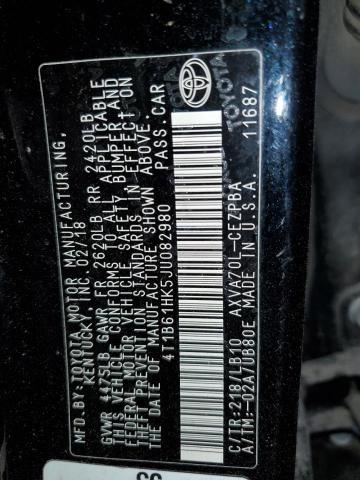 MFD.BY:TOYOTA MOTOR MANUFACTURING,
KENTUCKY, INC. 02/18
GVWR 4475LB GAWR FR 2620LB RR 2420LB
THIS VEHICLE CONFORMS TO ALL APPLICABLE
FEDERAL MOTOR VEHICLE SAFETY, BUMPER, AND
THEFT PREVENTION STANDARDS IN EFFECT ON
THE DATE OF MANUFACTURE SHOWN ABOVE.
4T1B61HK5JU082980 PASS.CAR
TOYOTA
C/TR:218/LB10 AXVA70L-CEZPBA
A/TM:-02A/UB80E MADE IN U.S.A. 11687